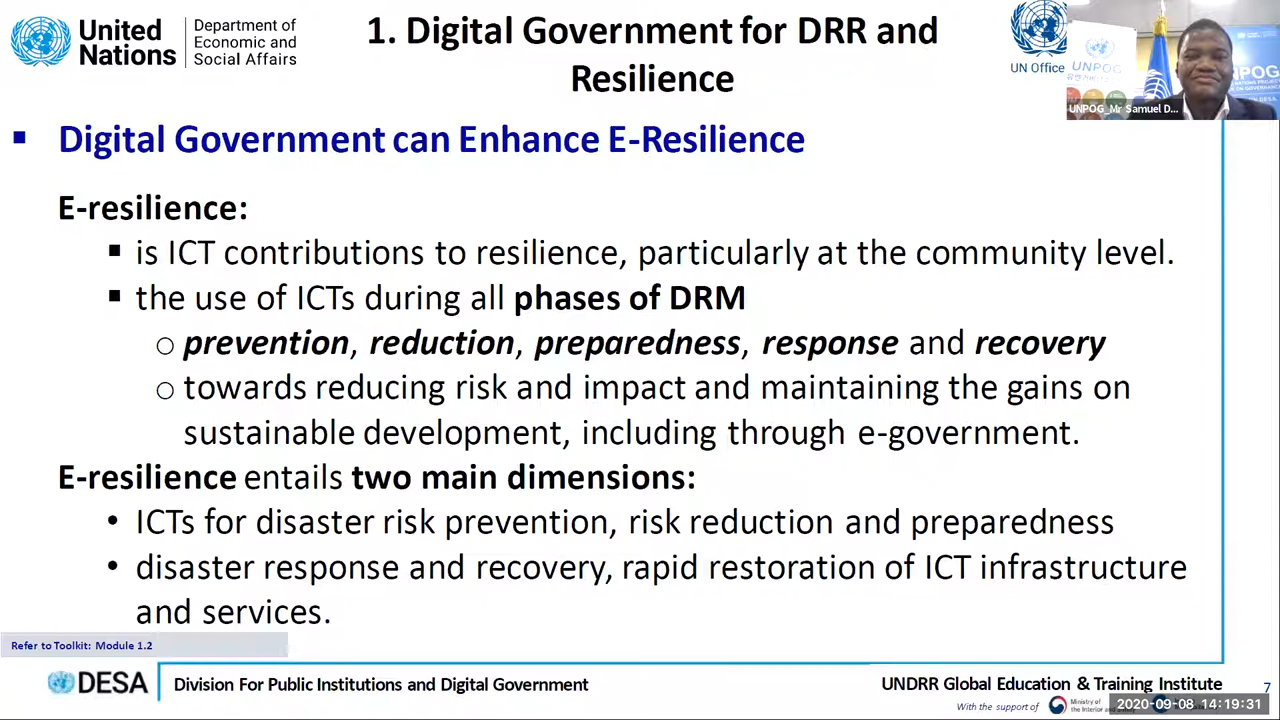 United
Nations
Department of
Economic and
Social Affairs
1. Digital Government for DRR and
Resilience
UN Office
UNPOG
UNPOG_Mr Samuel D...
▪ Digital Government can Enhance E-Resilience
E-resilience:
▪ is ICT contributions to resilience, particularly at the community level.
▪ the use of ICTs during all phases of DRM
○ prevention, reduction, preparedness, response and recovery
○ towards reducing risk and impact and maintaining the gains on
sustainable development, including through e-government.
E-resilience entails two main dimensions:
• ICTs for disaster risk prevention, risk reduction and preparedness
• disaster response and recovery, rapid restoration of ICT infrastructure
and services.
Refer to Toolkit: Module 1.2
DESA
Division For Public Institutions and Digital Government
UNDRR Global Education & Training Institute
7
With the support of
Ministry of
the Interior and
2020-09-08 14:19:31